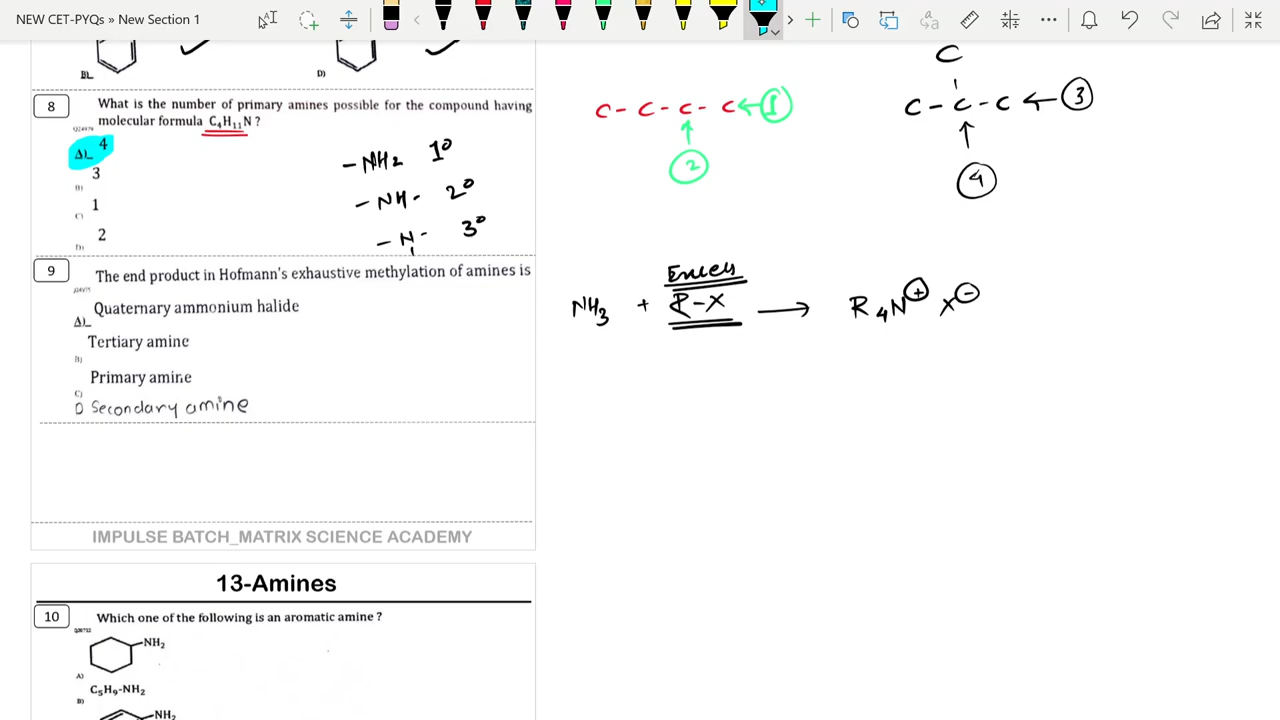 NEW CET-PYQs » New Section 1
B)
D)
8
What is the number of primary amines possible for the compound having
molecular formula C₄H₁₁N ?
A)
4
3
B)
1
C)
2
D)
-NH₂ 1°
-NH- 2°
-N- 3°
C - C - C - C ← 1
↑
2
C
C - C - C ← 3
↑
4
9
The end product in Hofmann's exhaustive methylation of amines is
Quaternary ammonium halide
A)
Tertiary amine
B)
Primary amine
C)
D Secondary amine
Excess
NH₃ + R-X → R₄N⊕ X⊖
IMPULSE BATCH_MATRIX SCIENCE ACADEMY
13-Amines
10
Which one of the following is an aromatic amine ?
-NH₂
A)
C₅H₉-NH₂
B)
-NH₂